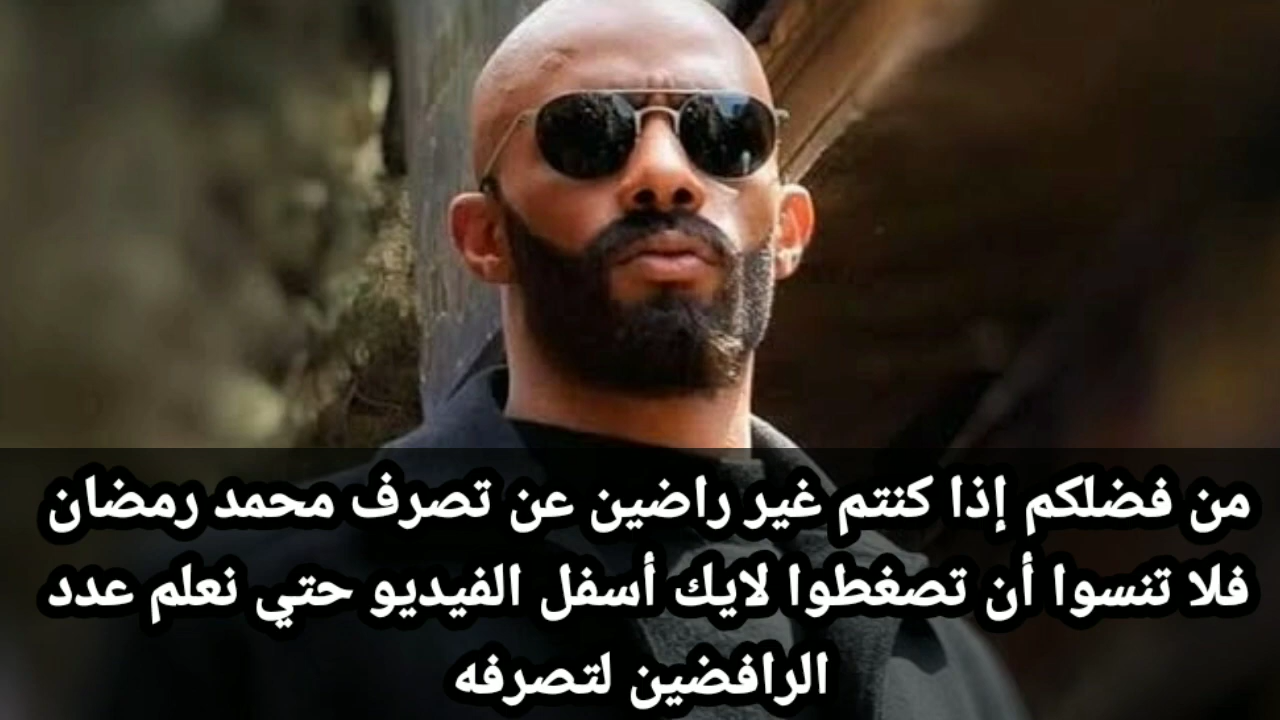 من فضلكم إذا كنتم غير راضين عن تصرف محمد رمضان
فلا تنسوا أن تصغطوا لايك أسفل الفيديو حتي نعلم عدد
الرافضين لتصرفه